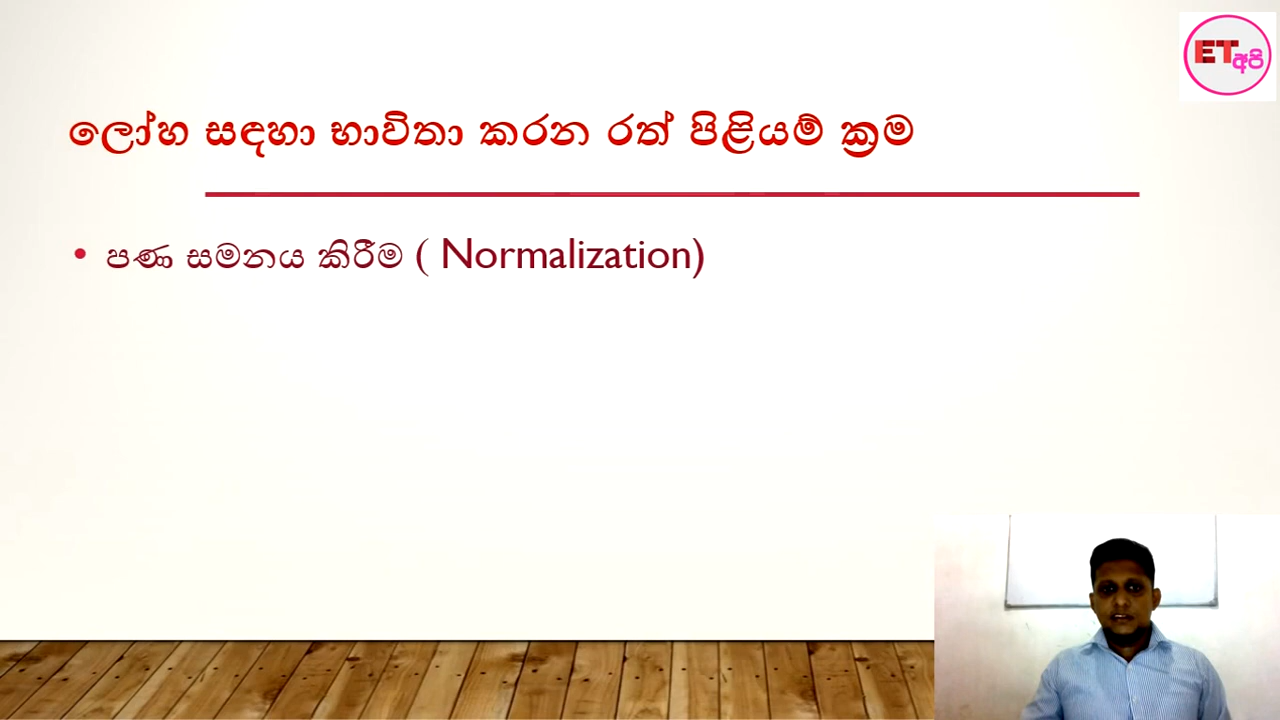 ET
අපි
ලෝහ සඳහා භාවිතා කරන රත් පිළියම් ක්‍රම
• පණ සමනය කිරීම ( Normalization)